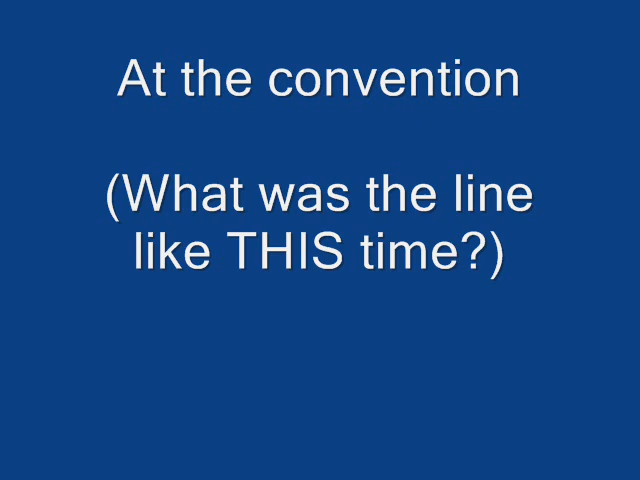 At the convention
(What was the line
like THIS time?)